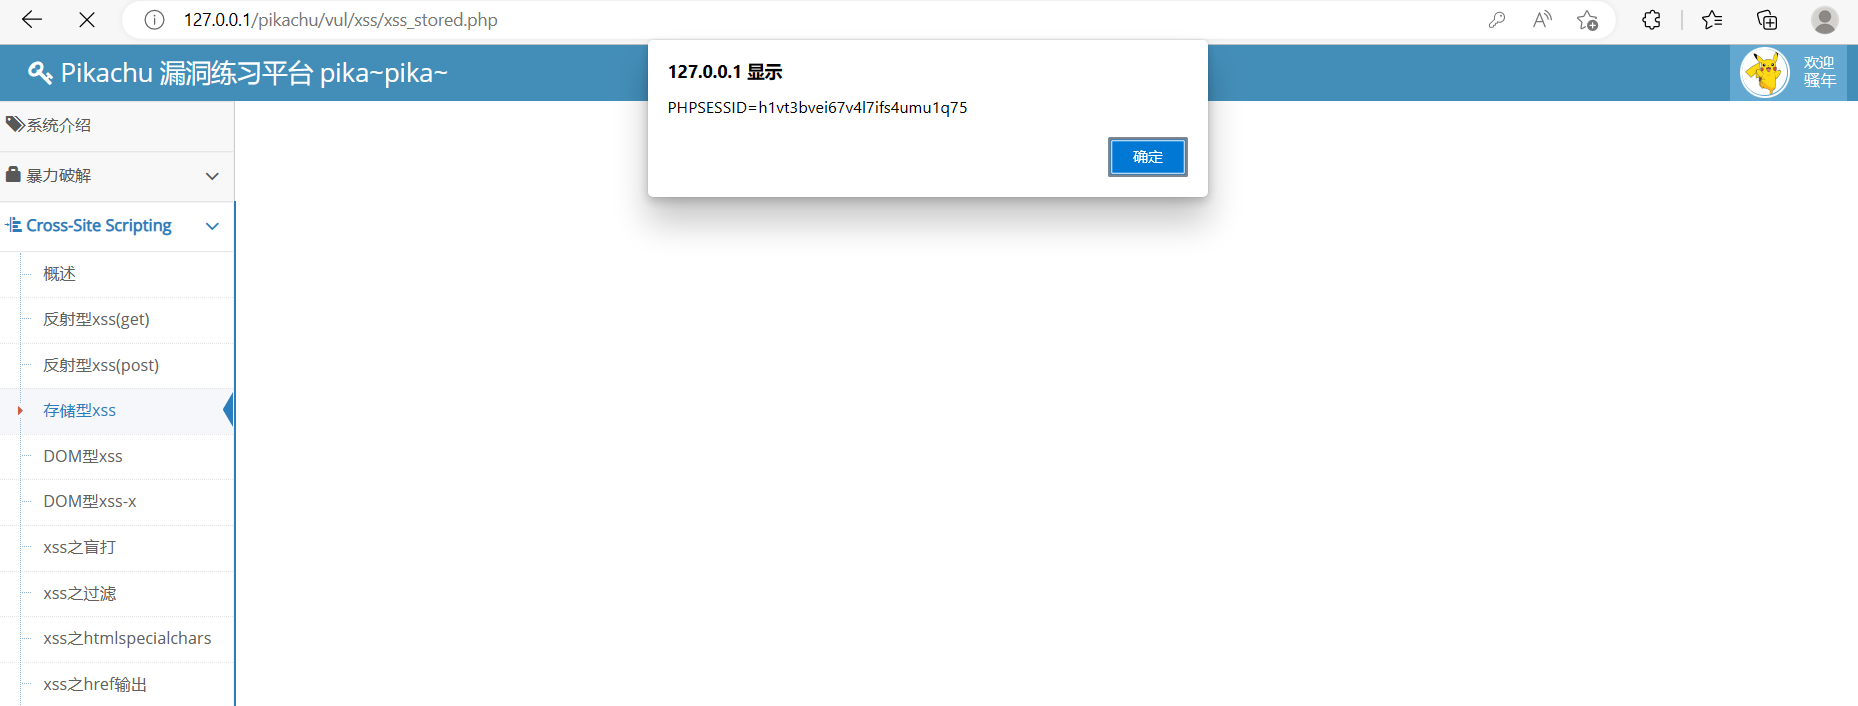 127.0.0.1/pikachu/vul/xss/xss_stored.php
Pikachu 漏洞练习平台 pika~pika~
欢迎
骚年
127.0.0.1 显示
PHPSESSID=h1vt3bvei67v4l7ifs4umu1q75
确定
系统介绍
暴力破解
Cross-Site Scripting
概述
反射型xss(get)
反射型xss(post)
存储型xss
DOM型xss
DOM型xss-x
xss之盲打
xss之过滤
xss之htmlspecialchars
xss之href输出